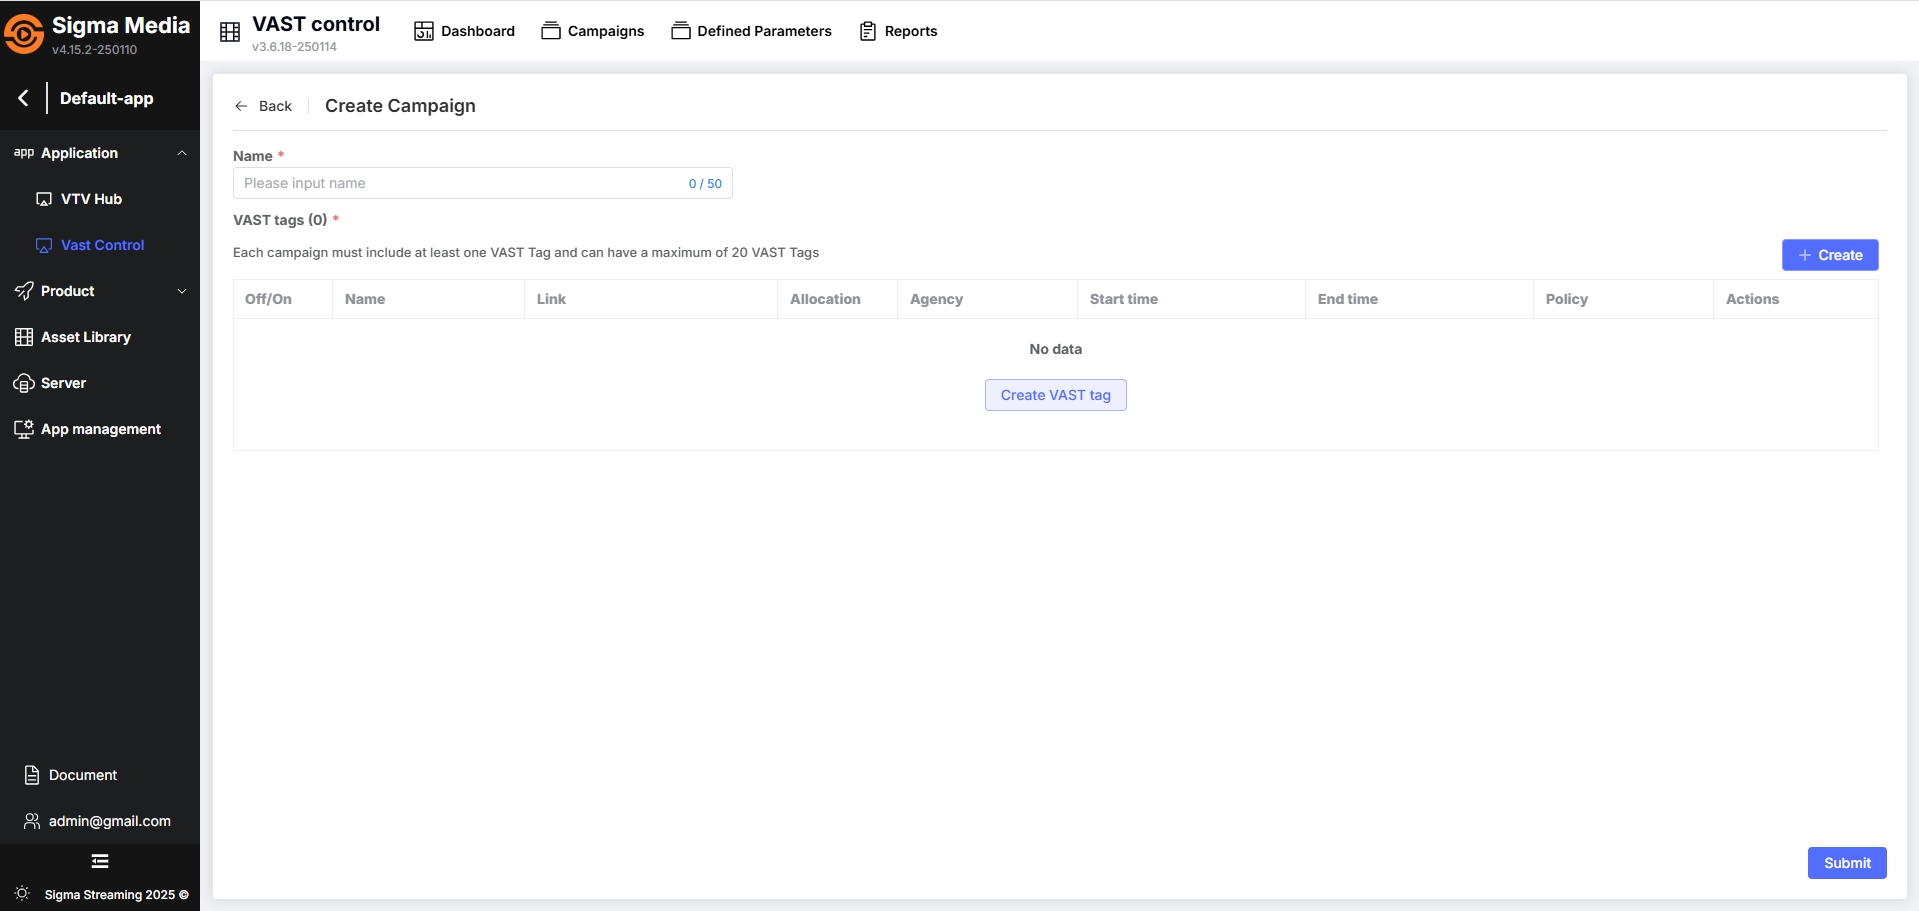 Sigma Media
v4.15.2-250110
Default-app
app Application
VTV Hub
Vast Control
Product
Asset Library
Server
App management
Document
admin@gmail.com
Sigma Streaming 2025 ©
VAST control
v3.6.18-250114
Dashboard
Campaigns
Defined Parameters
Reports
Back
Create Campaign
Name *
Please input name
0 / 50
VAST tags (0) *
Each campaign must include at least one VAST Tag and can have a maximum of 20 VAST Tags
Create
Off/On Name Link Allocation Agency Start time End time Policy Actions
No data
Create VAST tag
Submit